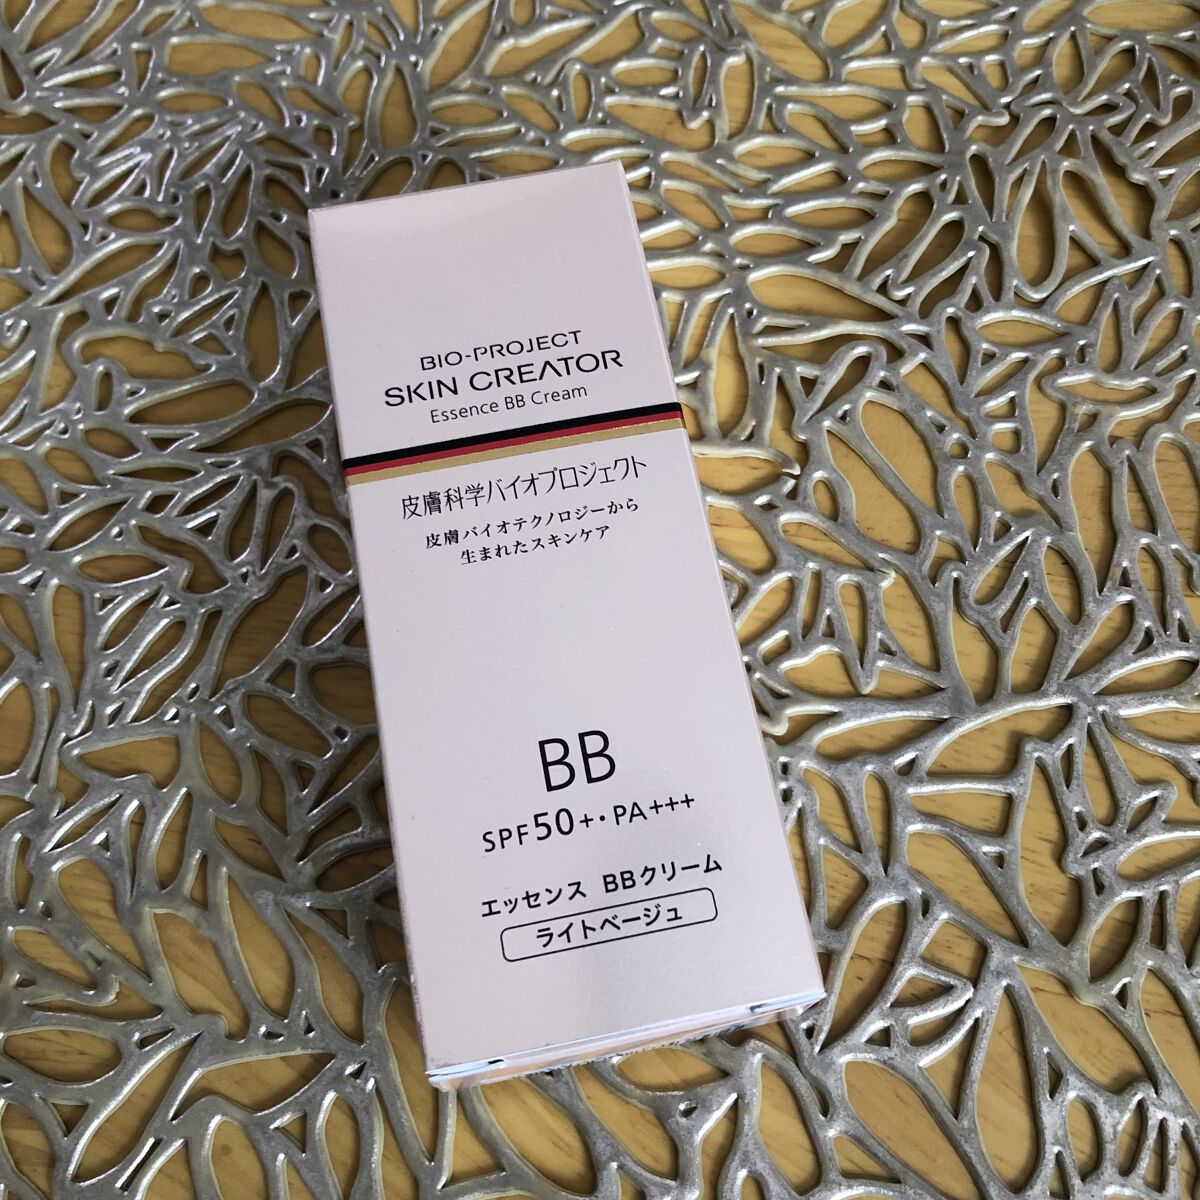 BIO-PROJECT
SKIN CREATOR
Essence BB Cream
皮膚科学バイオプロジェクト
皮膚バイオテクノロジーから
生まれたスキンケア
BB
SPF50+・PA+++
エッセンス BBクリーム
ライトベージュ